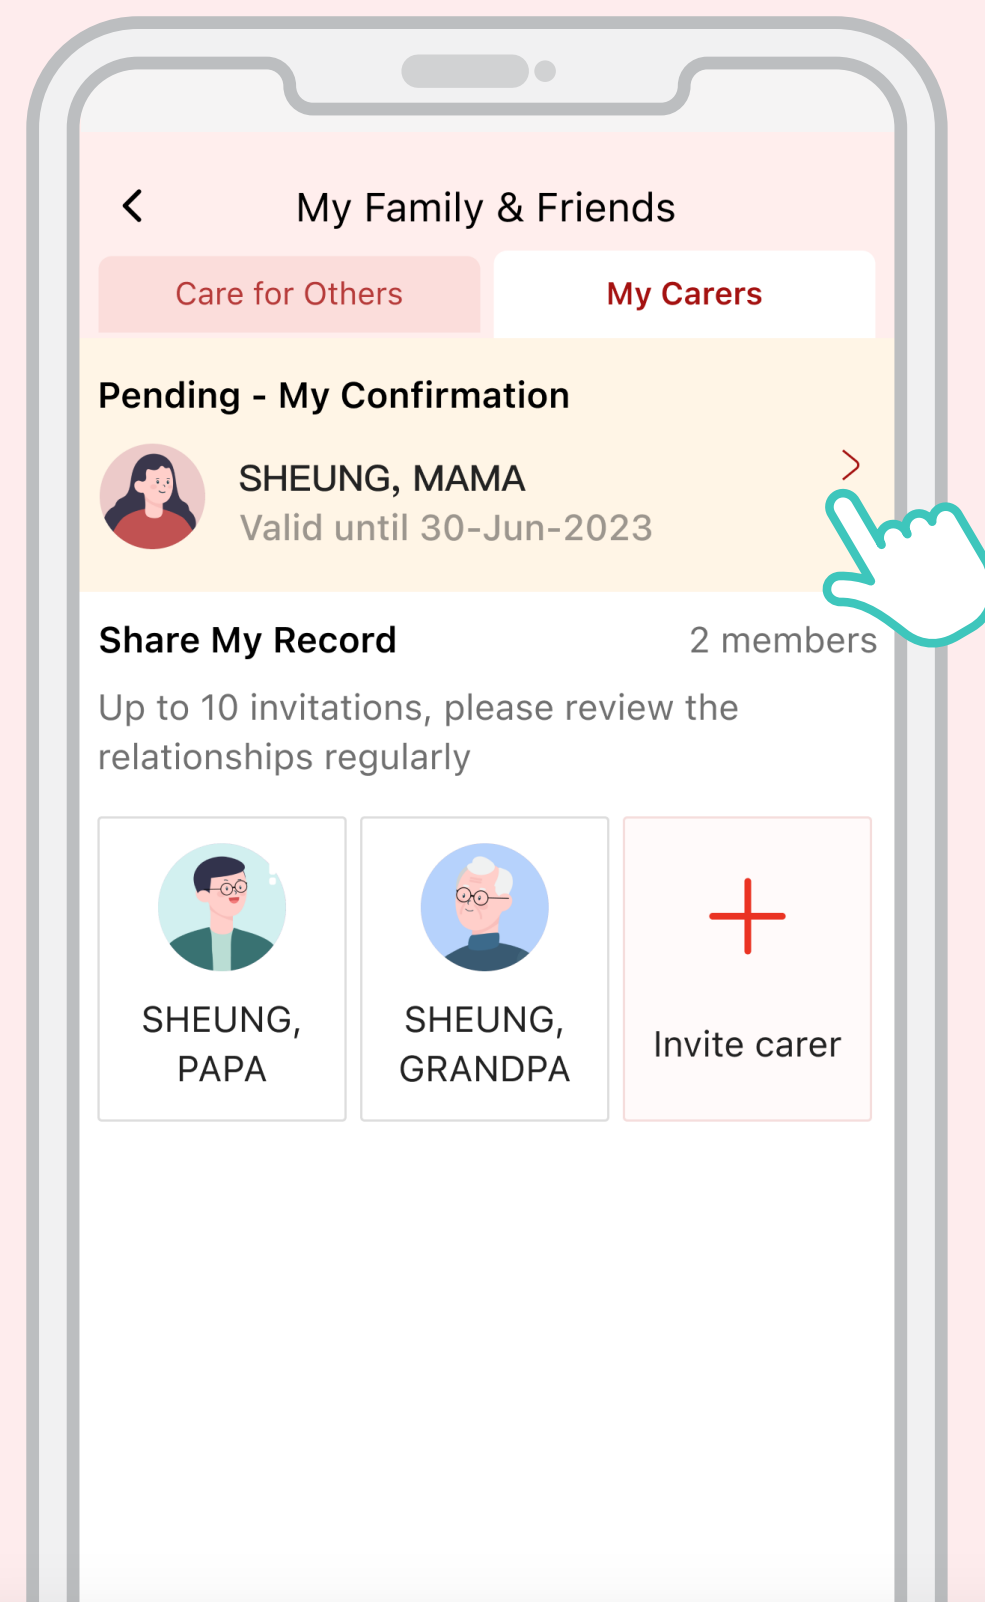 My Family & Friends
Care for Others
My Carers
Pending - My Confirmation
SHEUNG, MAMA
Valid until 30-Jun-2023
Share My Record
2 members
Up to 10 invitations, please review the
relationships regularly
SHEUNG,
PAPA
SHEUNG,
GRANDPA
Invite carer